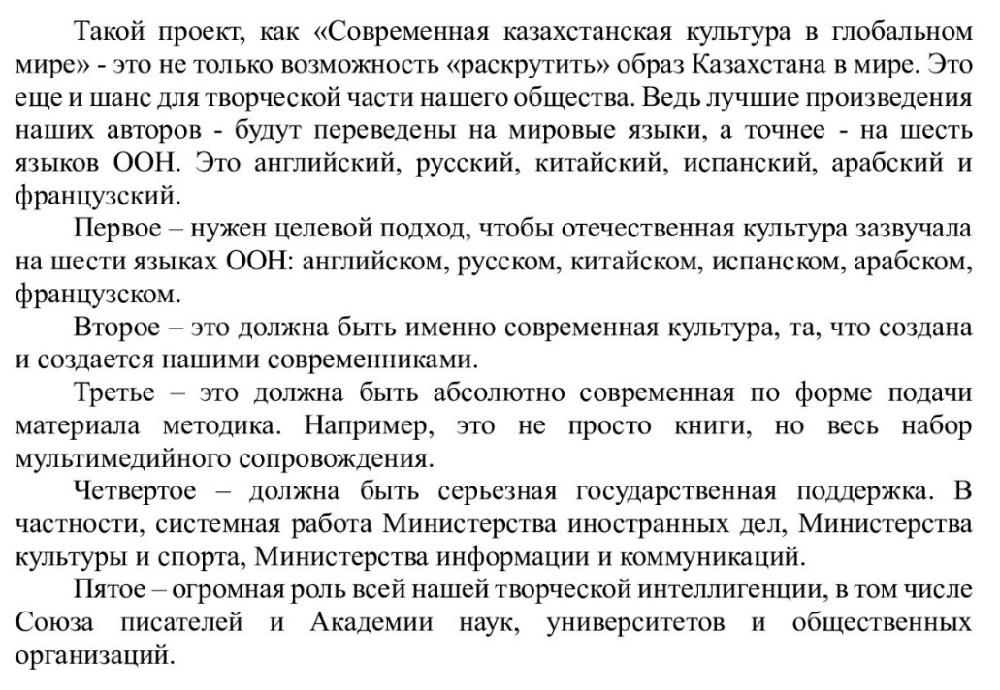 Такой проект, как «Современная казахстанская культура в глобальном
мире» - это не только возможность «раскрутить» образ Казахстана в мире. Это
еще и шанс для творческой части нашего общества. Ведь лучшие произведения
наших авторов - будут переведены на мировые языки, а точнее - на шесть
языков ООН. Это английский, русский, китайский, испанский, арабский и
французский.
Первое – нужен целевой подход, чтобы отечественная культура зазвучала
на шести языках ООН: английском, русском, китайском, испанском, арабском,
французском.
Второе – это должна быть именно современная культура, та, что создана
и создается нашими современниками.
Третье – это должна быть абсолютно современная по форме подачи
материала методика. Например, это не просто книги, но весь набор
мультимедийного сопровождения.
Четвертое – должна быть серьезная государственная поддержка. В
частности, системная работа Министерства иностранных дел, Министерства
культуры и спорта, Министерства информации и коммуникаций.
Пятое – огромная роль всей нашей творческой интеллигенции, в том числе
Союза писателей и Академии наук, университетов и общественных
организаций.